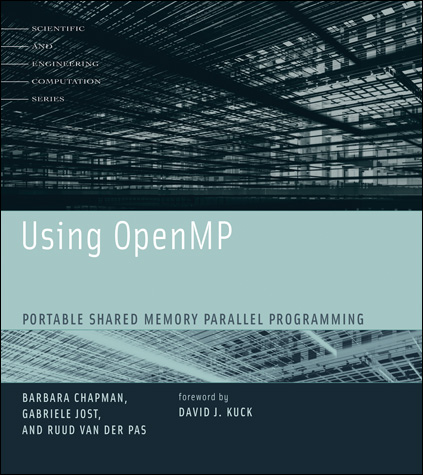 SCIENTIFIC
AND
ENGINEERING
COMPUTATION
SERIES
Using OpenMP
PORTABLE SHARED MEMORY PARALLEL PROGRAMMING
BARBARA CHAPMAN,
GABRIELE JOST,
AND RUUD VAN DER PAS
foreword by
DAVID J. KUCK